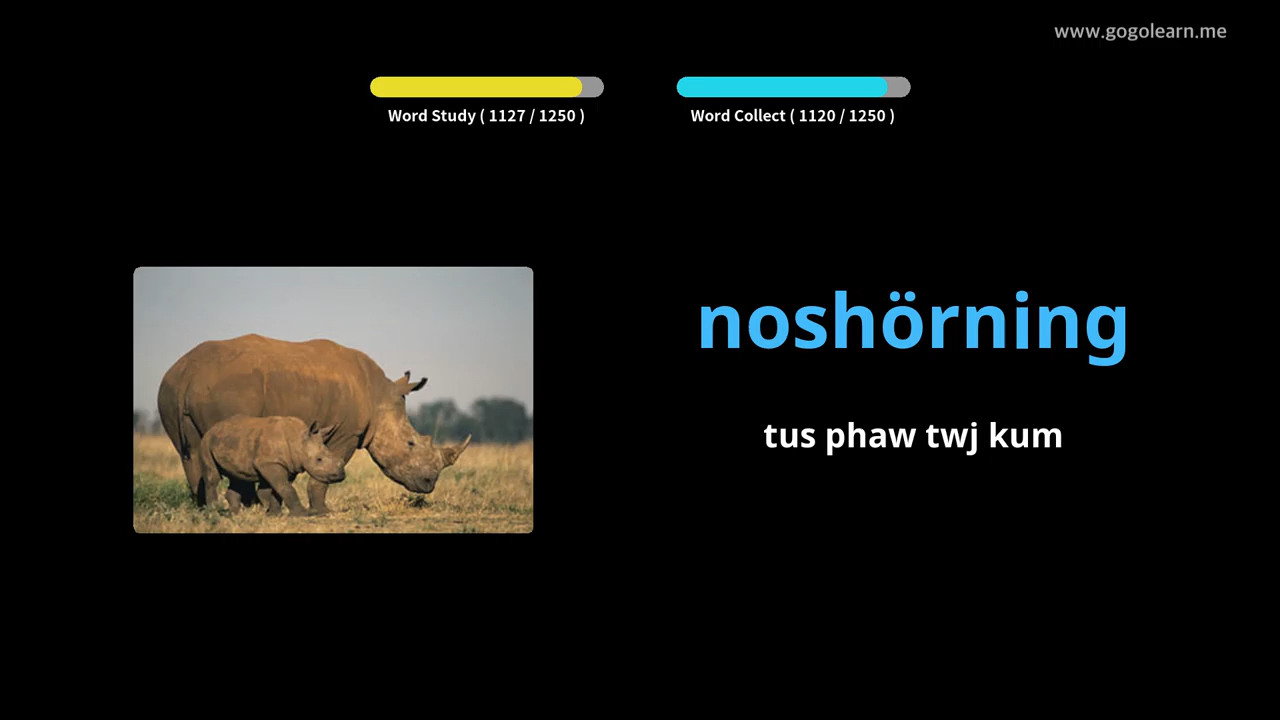 www.gogolearn.me
Word Study ( 1127 / 1250 )
Word Collect ( 1120 / 1250 )
noshörning
tus phaw twj kum